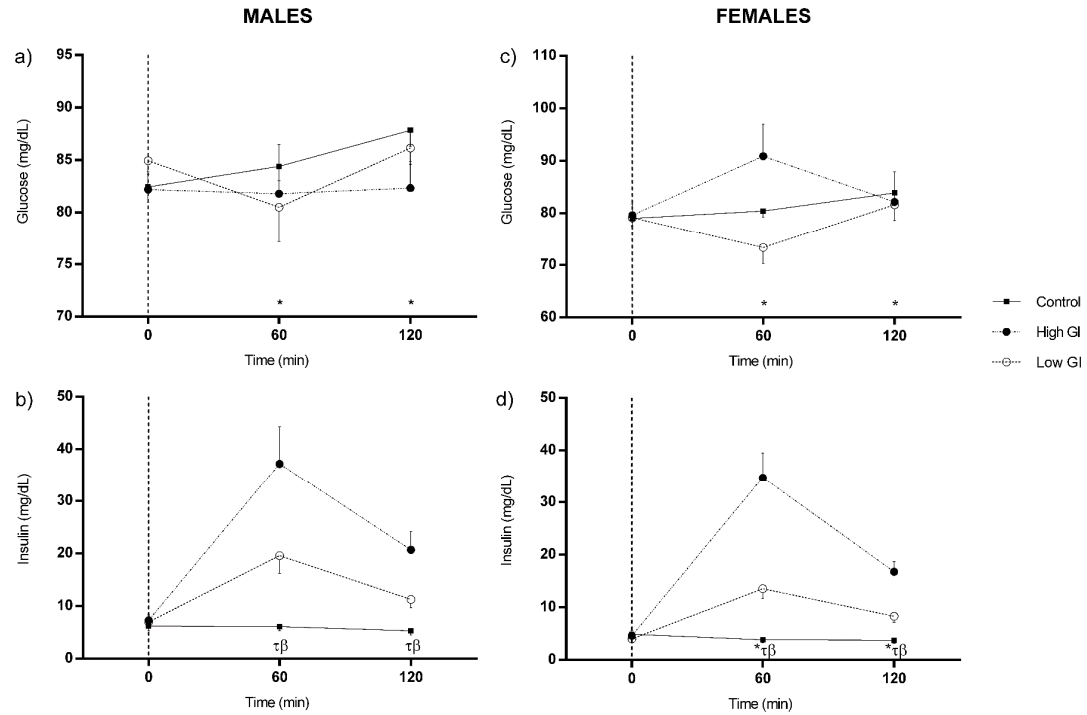 MALES
FEMALES
a)
95
90
85
80
75
70
Glucose (mg/dL)
* *
0 60 120
Time (min)
c)
110
100
90
80
70
60
Glucose (mg/dL)
* *
0 60 120
Time (min)
Control
High GI
Low GI
b)
50
40
30
20
10
0
Insulin (mg/dL)
τβ τβ
0 60 120
Time (min)
d)
50
40
30
20
10
0
Insulin (mg/dL)
*τβ *τβ
0 60 120
Time (min)